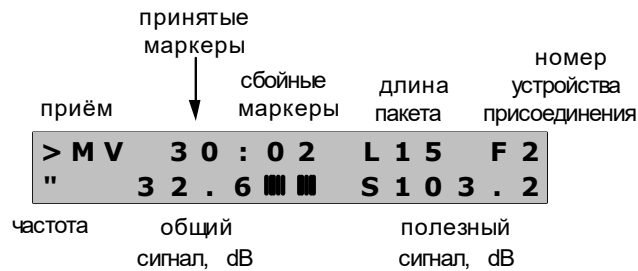 принятые
маркеры
приём
сбойные
маркеры
длина
пакета
номер
устройства
присоединения
>MV 30:02 L15 F2
" 32.6 S103.2
частота
общий
сигнал, dB
полезный
сигнал, dB